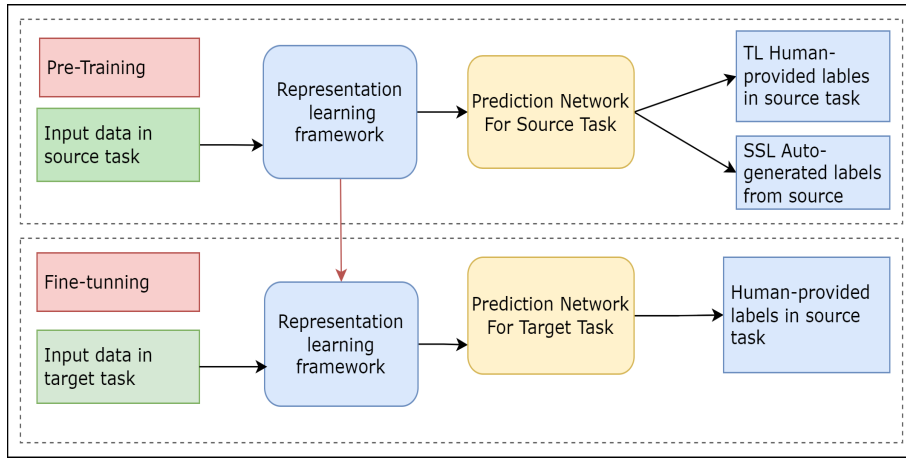 Pre-Training
Input data in
source task
Representation
learning
framework
Prediction Network
For Source Task
TL Human-
provided lables
in source task
SSL Auto-
generated labels
from source
Fine-tunning
Input data in
target task
Representation
learning
framework
Prediction Network
For Target Task
Human-provided
labels in source
task